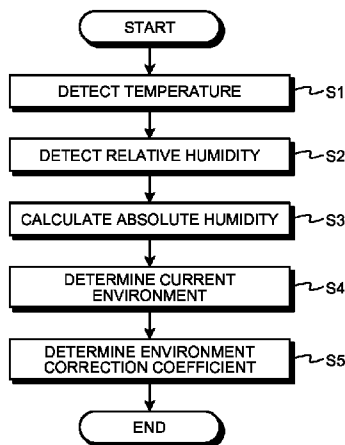 START
DETECT TEMPERATURE
S1
DETECT RELATIVE HUMIDITY
S2
CALCULATE ABSOLUTE HUMIDITY
S3
DETERMINE CURRENT
ENVIRONMENT
S4
DETERMINE ENVIRONMENT
CORRECTION COEFFICIENT
S5
END